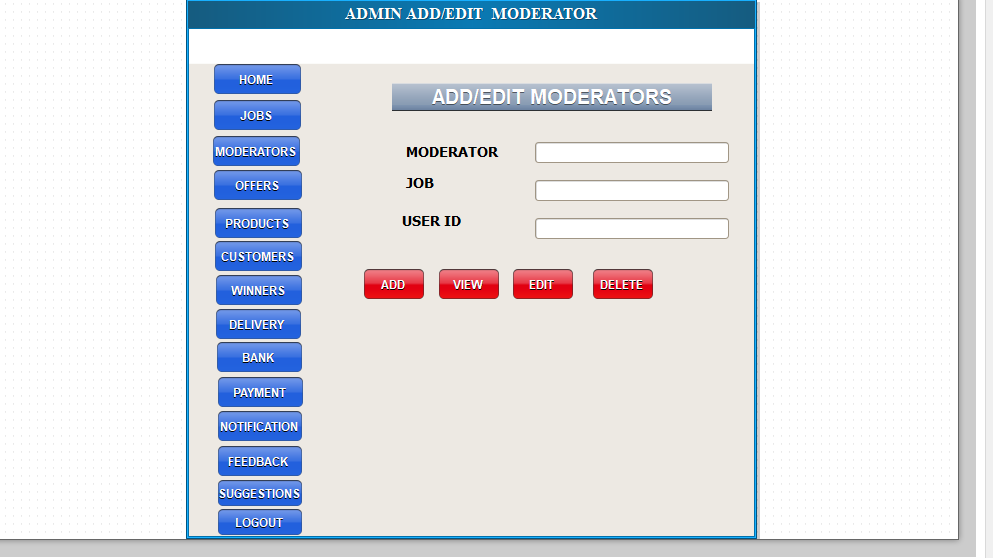 ADMIN ADD/EDIT MODERATOR
HOME
JOBS
MODERATORS
OFFERS
PRODUCTS
CUSTOMERS
WINNERS
DELIVERY
BANK
PAYMENT
NOTIFICATION
FEEDBACK
SUGGESTIONS
LOGOUT
ADD/EDIT MODERATORS
MODERATOR
JOB
USER ID
ADD VIEW EDIT DELETE